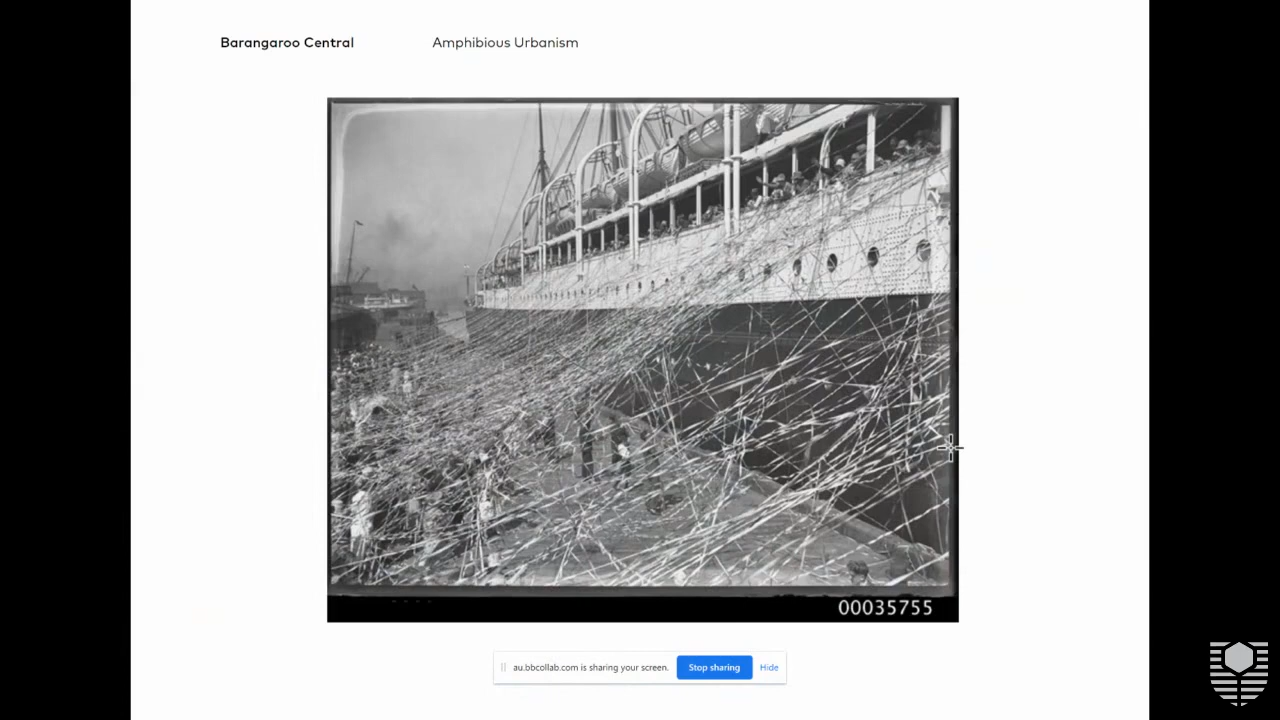 Barangaroo Central
Amphibious Urbanism
00035755
au.bbcollab.com is sharing your screen.
Stop sharing
Hide